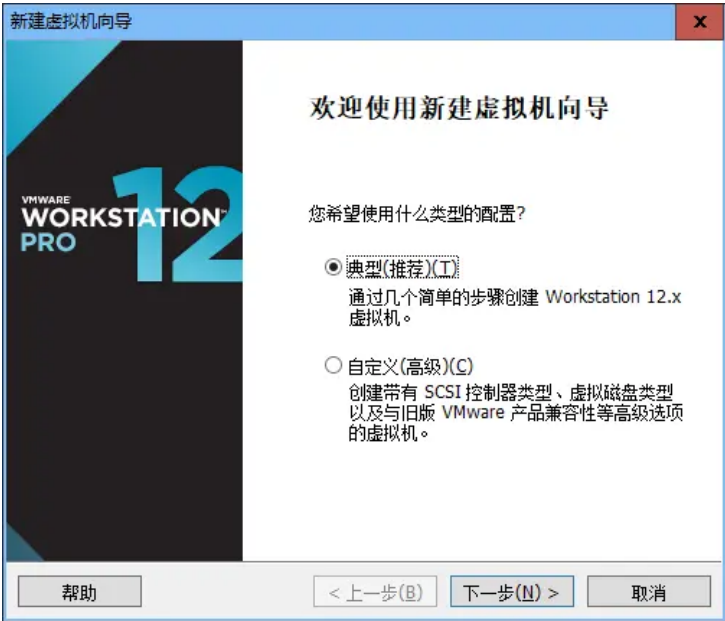 新建虚拟机向导
x
VMWARE
WORKSTATION™
PRO
12
欢迎使用新建虚拟机向导
您希望使用什么类型的配置?
典型(推荐)(T)
通过几个简单的步骤创建 Workstation 12.x
虚拟机。
自定义(高级)(C)
创建带有 SCSI 控制器类型、虚拟磁盘类型
以及与旧版 VMware 产品兼容性等高级选项
的虚拟机。
帮助
< 上一步(B)
下一步(N) >
取消